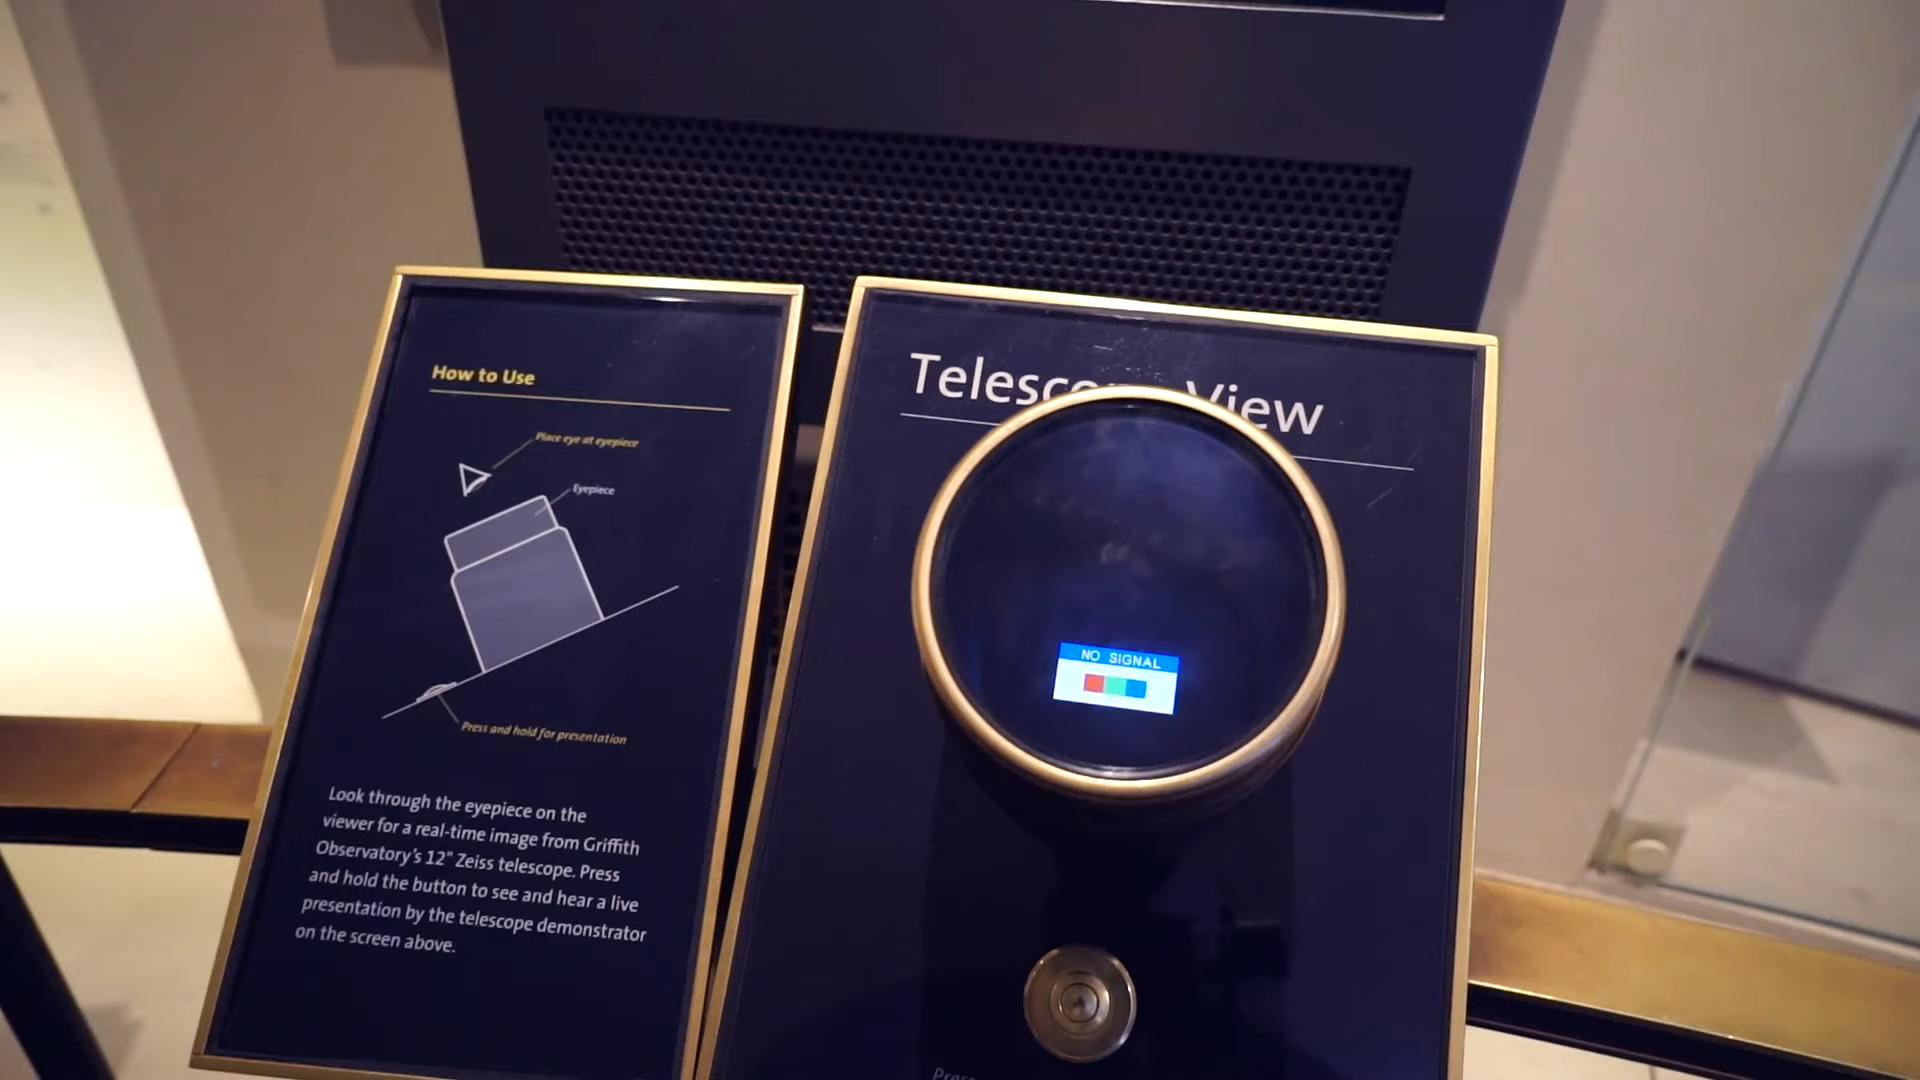 How to Use
Place eye at eyepiece
Eyepiece
Press and hold for presentation
Look through the eyepiece on the
viewer for a real-time image from Griffith
Observatory's 12" Zeiss telescope. Press
and hold the button to see and hear a live
presentation by the telescope demonstrator
on the screen above.
View
NO SIGNAL